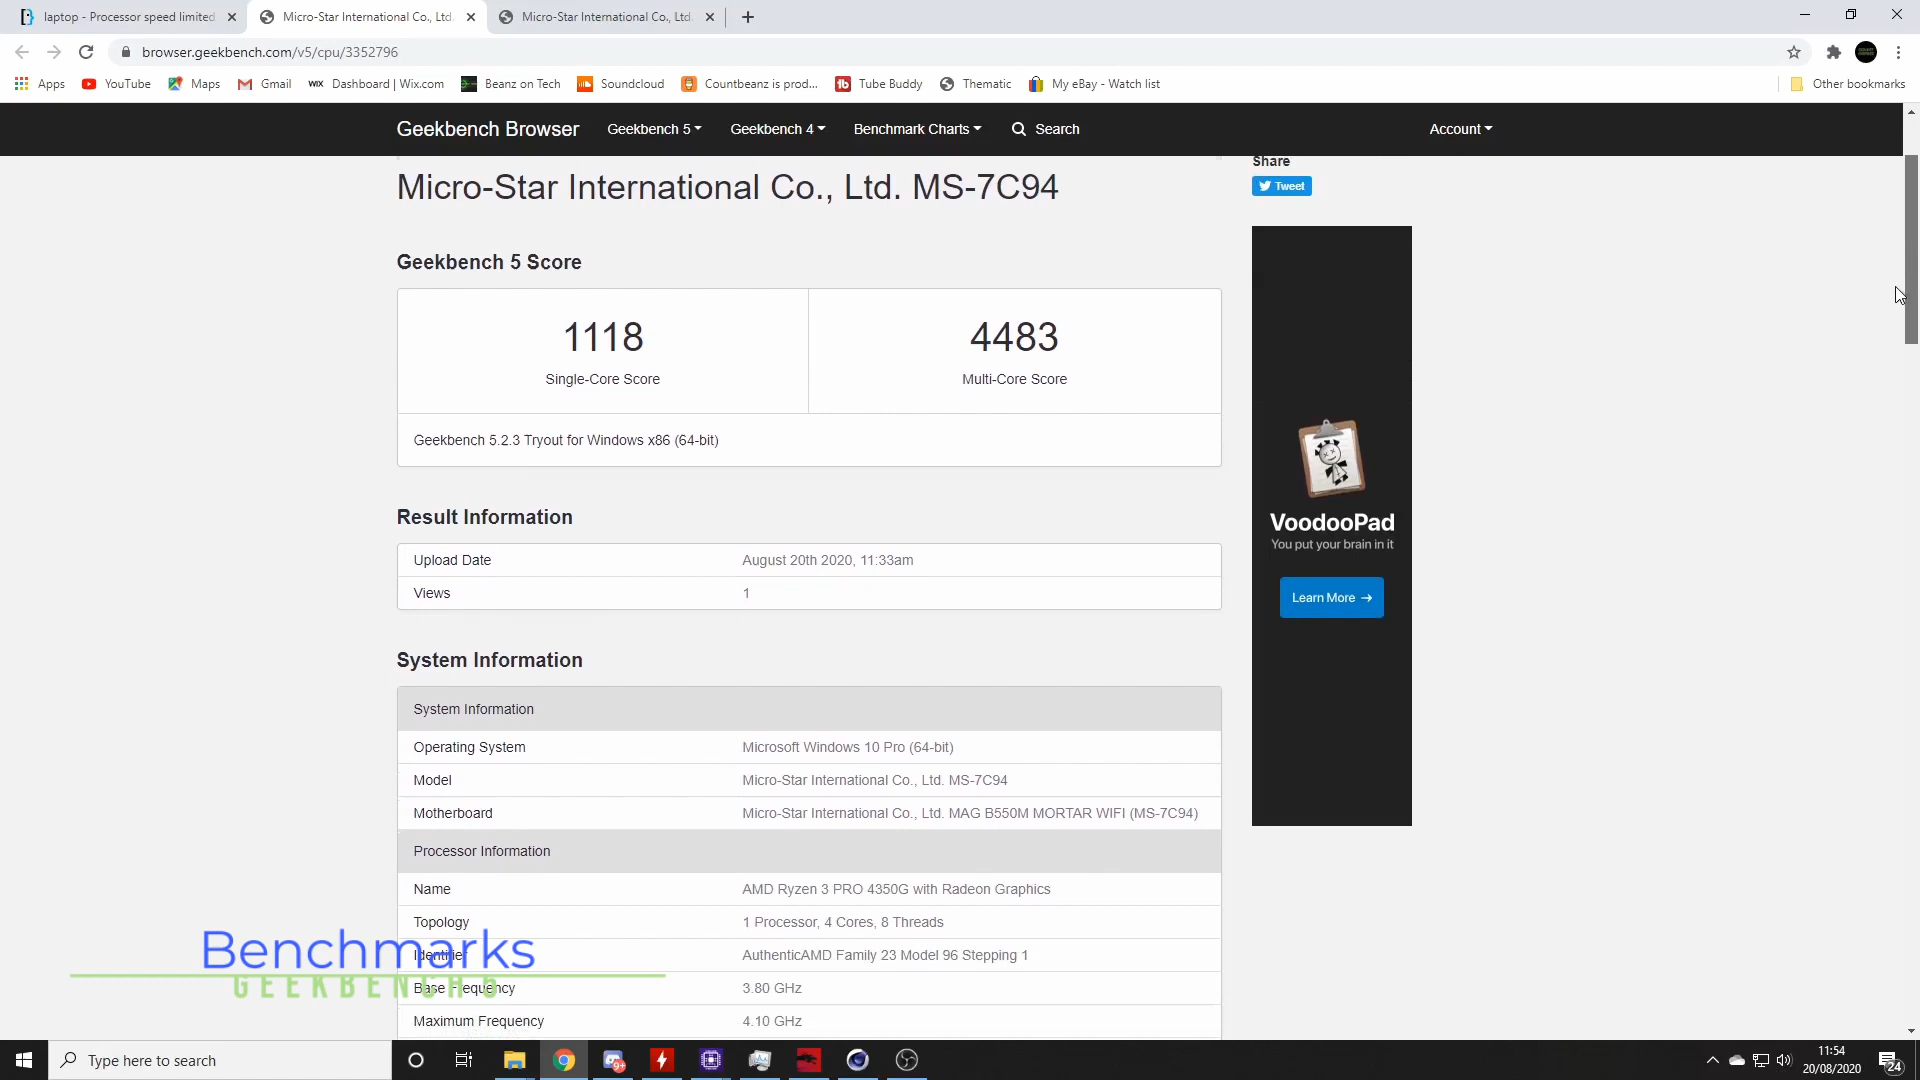 laptop - Processor speed limited
Micro-Star International Co., Ltd.
Micro-Star International Co., Ltd.
browser.geekbench.com/v5/cpu/3352796
Apps
YouTube
Maps
Gmail
WIX Dashboard | Wix.com
Beanz on Tech
Soundcloud
Countbeanz is prod...
tb Tube Buddy
Thematic
My eBay - Watch list
Other bookmarks
Geekbench Browser
Geekbench 5
Geekbench 4
Benchmark Charts
Search
Account
Share
Tweet
Micro-Star International Co., Ltd. MS-7C94
Geekbench 5 Score
1118
Single-Core Score
4483
Multi-Core Score
Geekbench 5.2.3 Tryout for Windows x86 (64-bit)
VoodooPad
You put your brain in it
Learn More →
Result Information
Upload Date August 20th 2020, 11:33am
Views 1
System Information
System Information
Operating System Microsoft Windows 10 Pro (64-bit)
Model Micro-Star International Co., Ltd. MS-7C94
Motherboard Micro-Star International Co., Ltd. MAG B550M MORTAR WIFI (MS-7C94)
Processor Information
Name AMD Ryzen 3 PRO 4350G with Radeon Graphics
Topology 1 Processor, 4 Cores, 8 Threads
Identifier AuthenticAMD Family 23 Model 96 Stepping 1
Base Frequency 3.80 GHz
Maximum Frequency 4.10 GHz
Benchmarks
GEEKBENCH 5
Type here to search
9+
11:54
20/08/2020
24